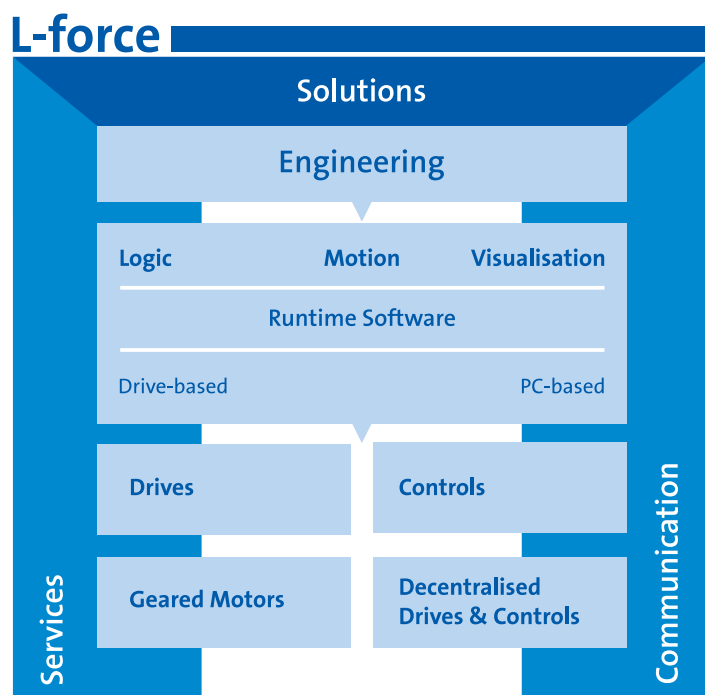 L-force
Solutions
Engineering
Logic Motion Visualisation
Runtime Software
Drive-based PC-based
Drives
Controls
Geared Motors
Decentralised
Drives & Controls
Services
Communication